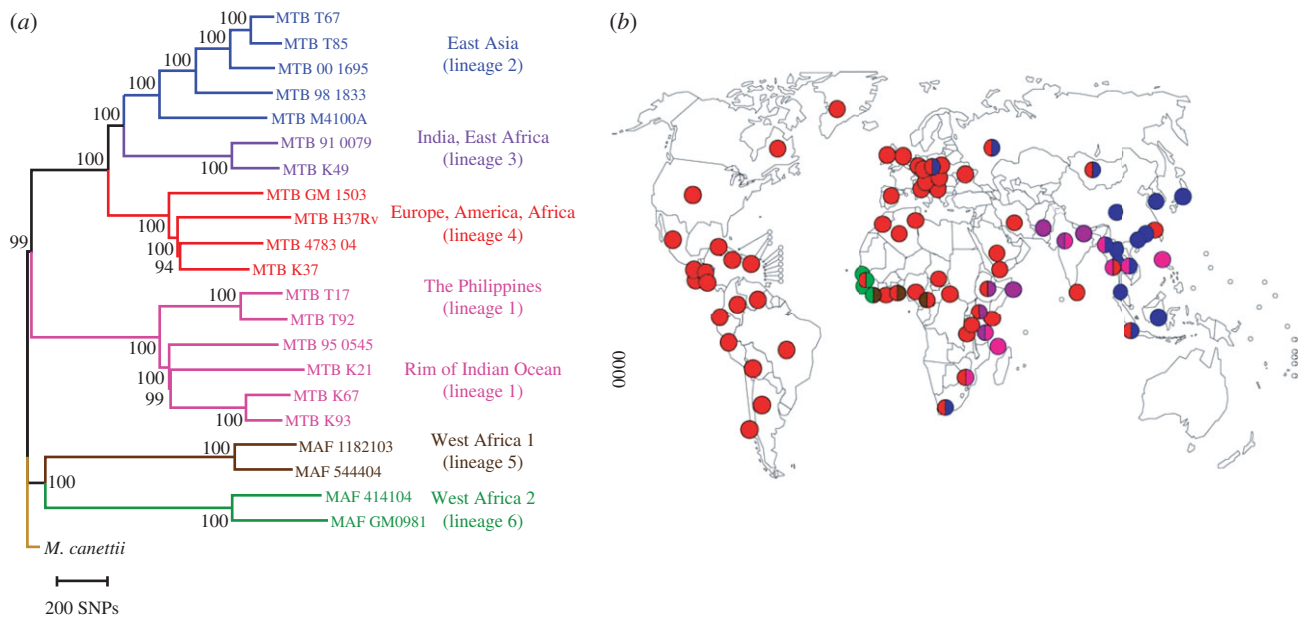 (a)
100
MTB T67
100
MTB T85
100
MTB 00 1695
East Asia
(lineage 2)
100
MTB 98 1833
100
MTB M4100A
100
MTB 91 0079
India, East Africa
(lineage 3)
100
MTB K49
100
MTB GM 1503
MTB H37Rv
Europe, America, Africa
(lineage 4)
100
MTB 4783 04
100
94
MTB K37
99
MTB T17
The Philippines
(lineage 1)
100
MTB T92
100
MTB 95 0545
100
MTB K21
Rim of Indian Ocean
(lineage 1)
99
MTB K67
100
MTB K93
100
MAF 1182103
West Africa 1
(lineage 5)
MAF 544404
100
MAF 414104
West Africa 2
(lineage 6)
100
MAF GM0981
M. canettii
200 SNPs
(b)